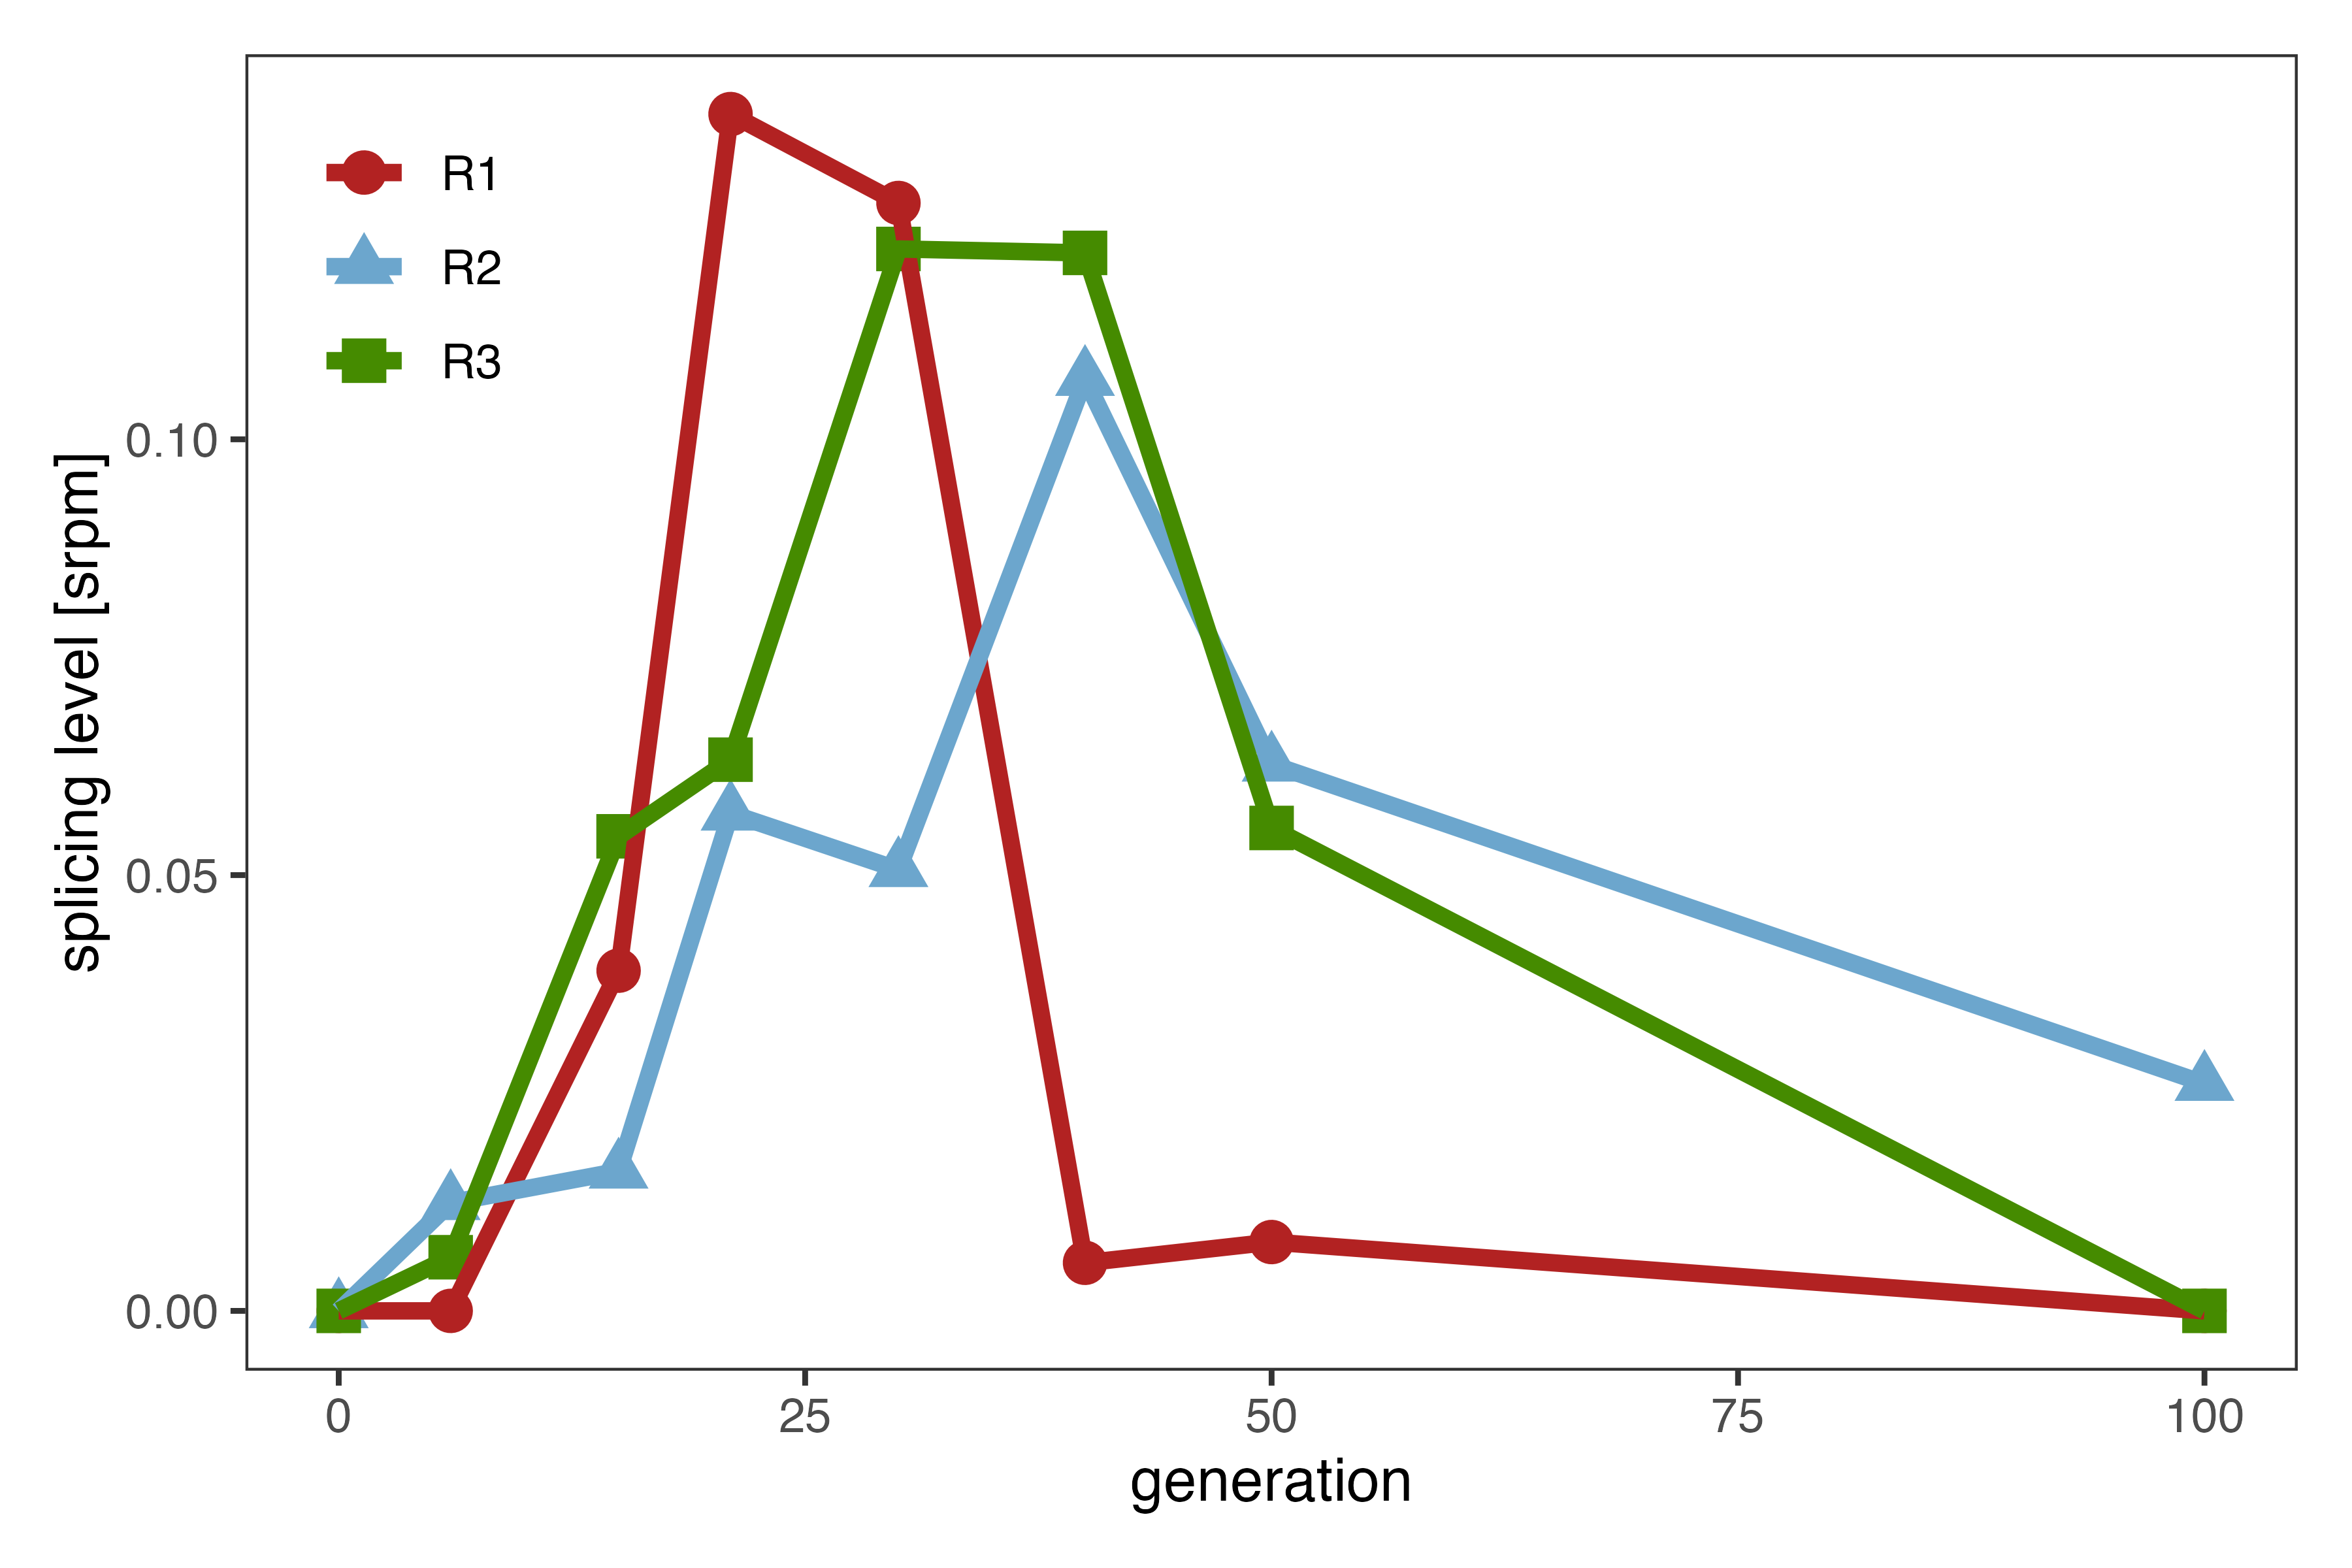 R1
R2
R3
0.10
0.05
0.00
splicing level [srpm]
0 25 50 75 100
generation